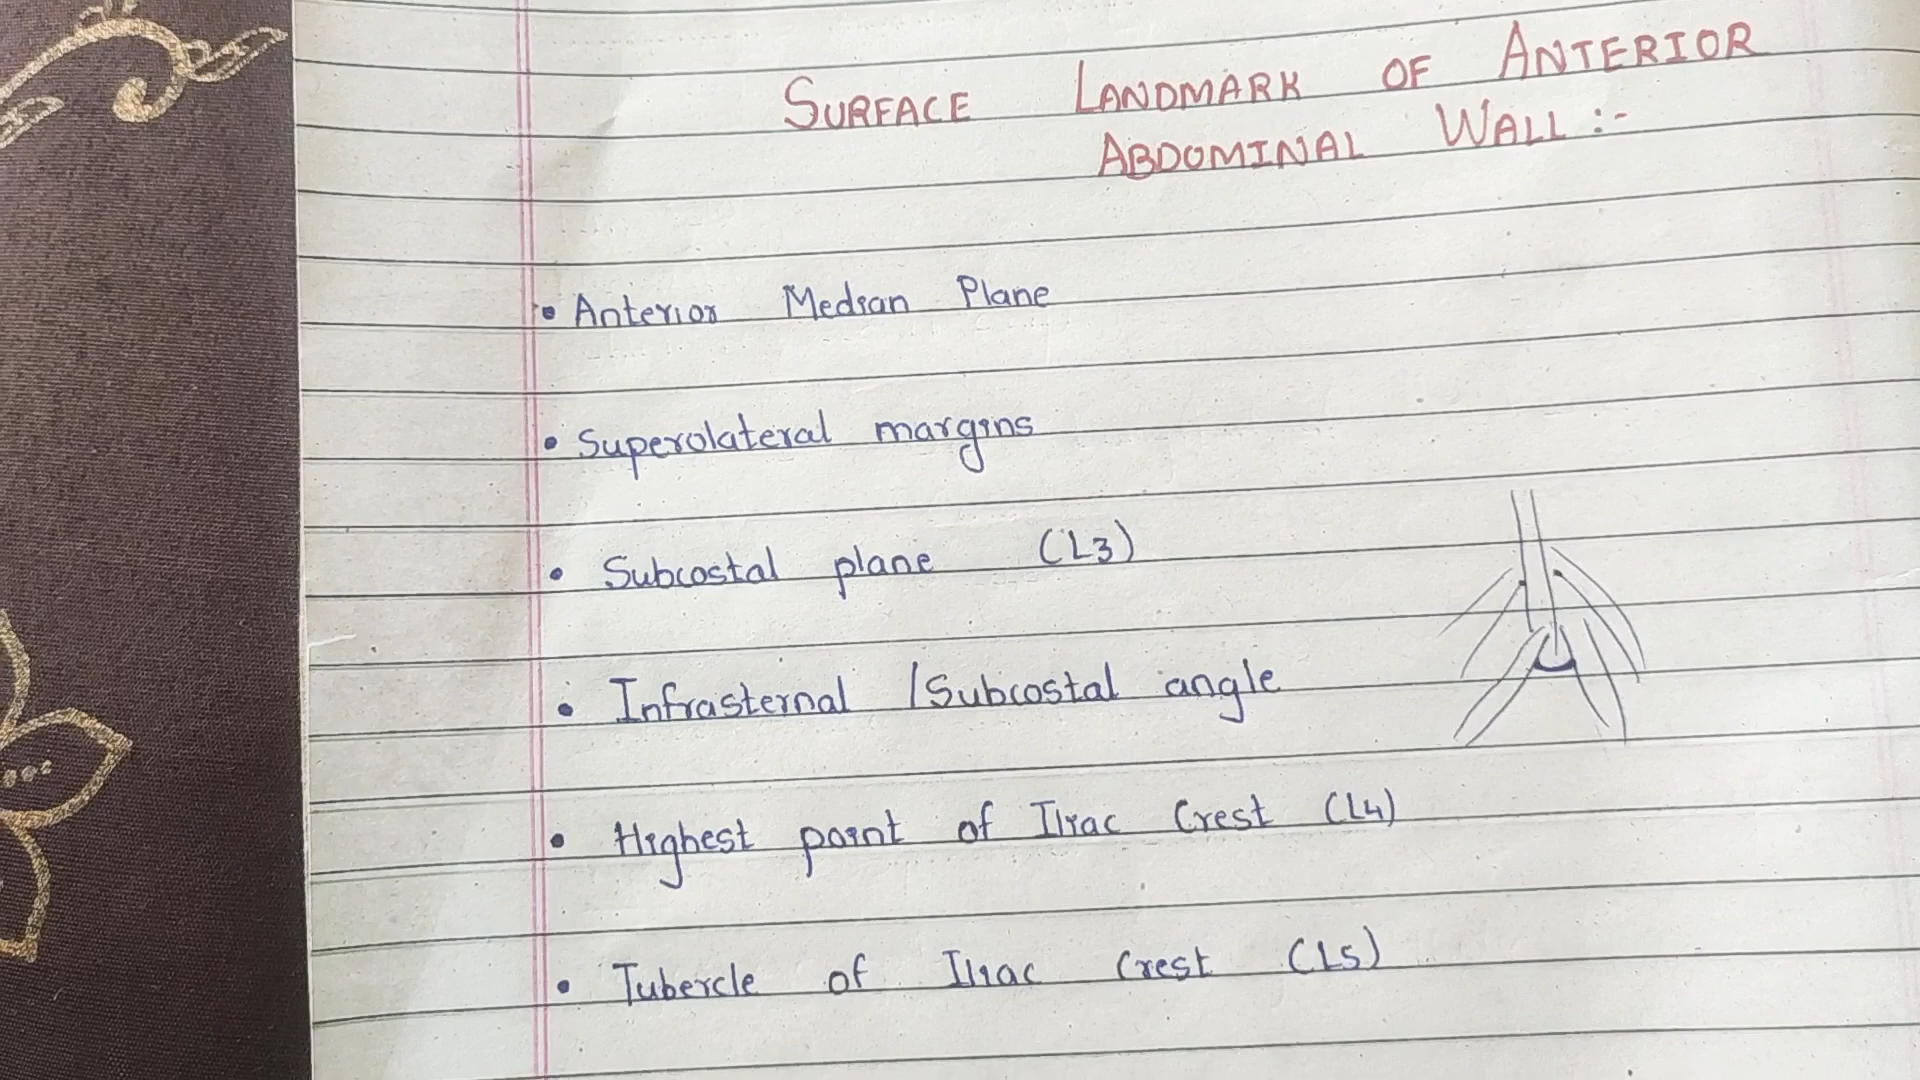 SURFACE LANDMARK OF ANTERIOR
ABDOMINAL WALL :-
• Anterior Median Plane
• Superolateral margins
• Subcostal plane (L3)
• Infrasternal /Subcostal angle
• Highest point of Iliac Crest (L4)
• Tubercle of Iliac Crest (L5)